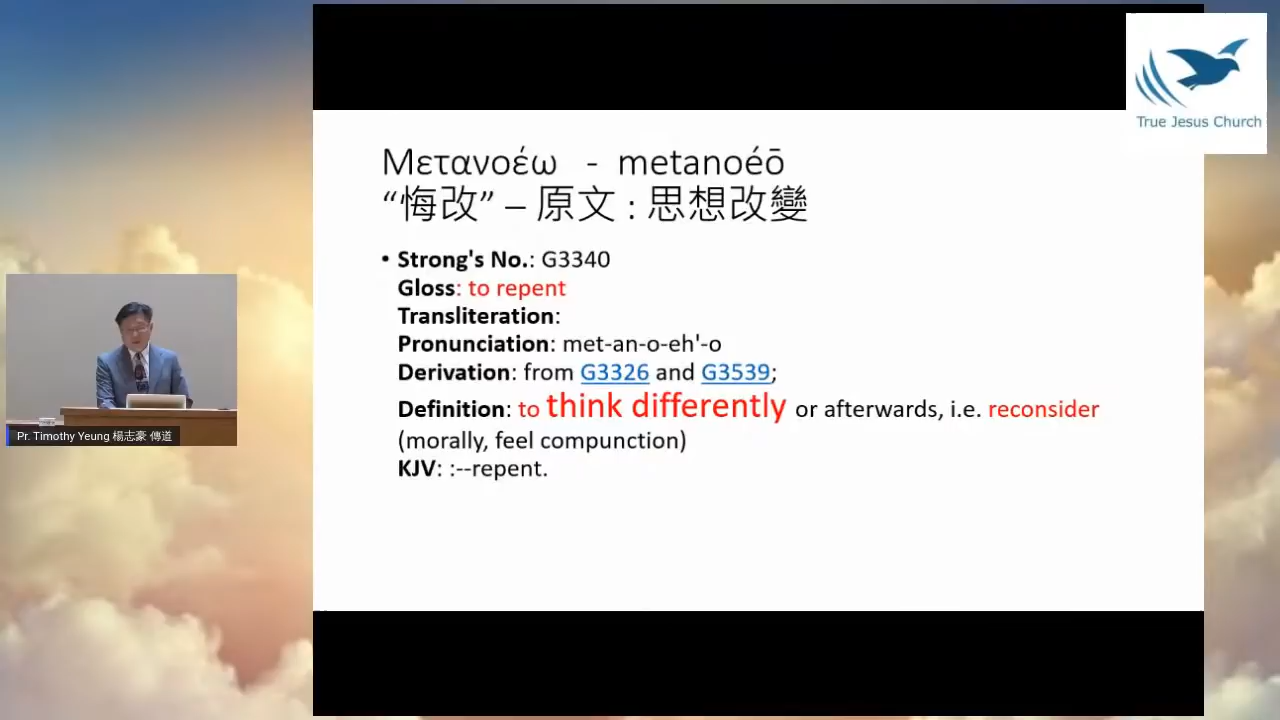 True Jesus Church
Μετανοέω - metanoéō
“悔改” – 原文 : 思想改變
• Strong's No.: G3340
Gloss: to repent
Transliteration:
Pronunciation: met-an-o-eh'-o
Derivation: from G3326 and G3539;
Definition: to think differently or afterwards, i.e. reconsider
(morally, feel compunction)
KJV: :--repent.
Pr. Timothy Yeung 楊志豪 傳道